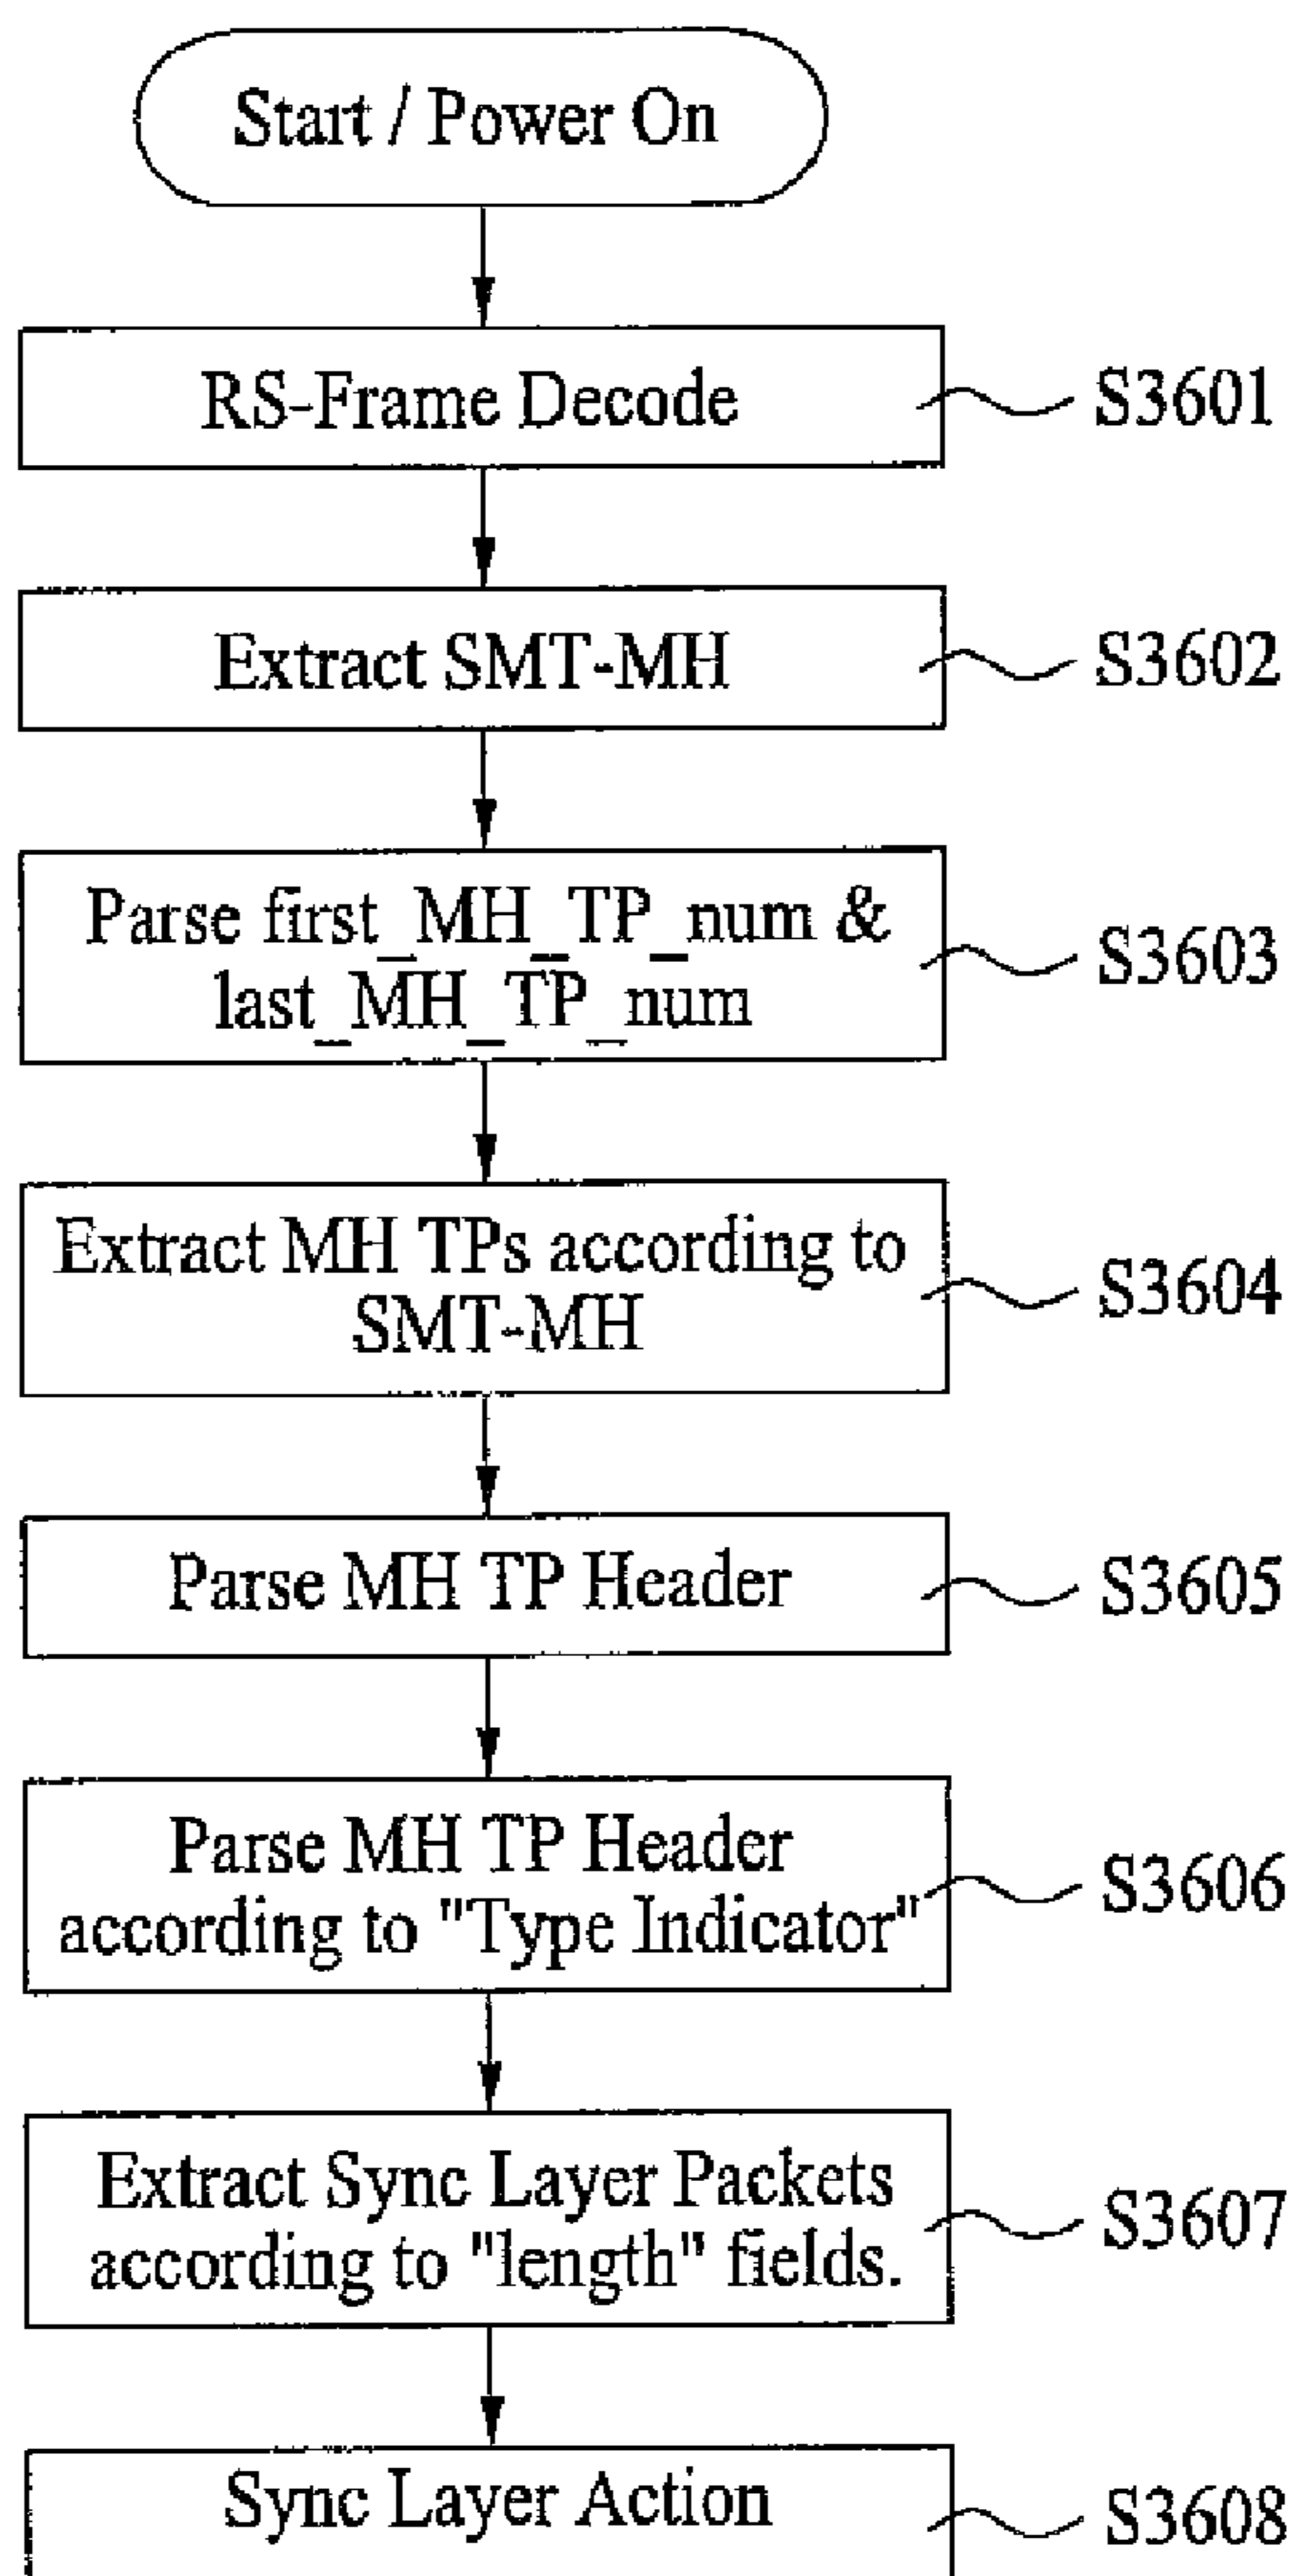 Start / Power On
RS-Frame Decode
S3601
Extract SMT-MH
S3602
Parse first_MH_TP_num &
last_MH_TP_num
S3603
Extract MH TPs according to
SMT-MH
S3604
Parse MH TP Header
S3605
Parse MH TP Header
according to "Type Indicator"
S3606
Extract Sync Layer Packets
according to "length" fields.
S3607
Sync Layer Action
S3608